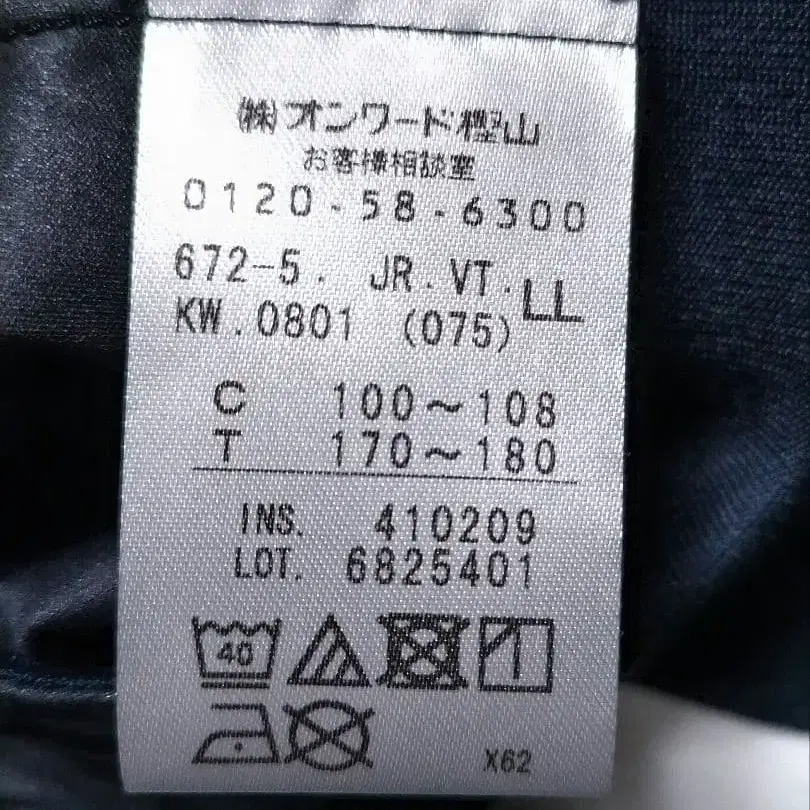 (株)オンワード樫山
お客様相談室
0120-58-6300
672-5. JR.VT. LL
KW.0801 (075)
C 100～108
T 170～180
INS. 410209
LOT. 6825401
40
X62